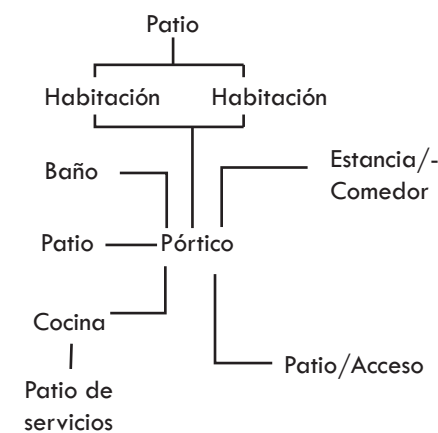 Patio
Habitación Habitación
Baño
Estancia/-
Comedor
Patio
Pórtico
Cocina
Patio/Acceso
Patio de
servicios